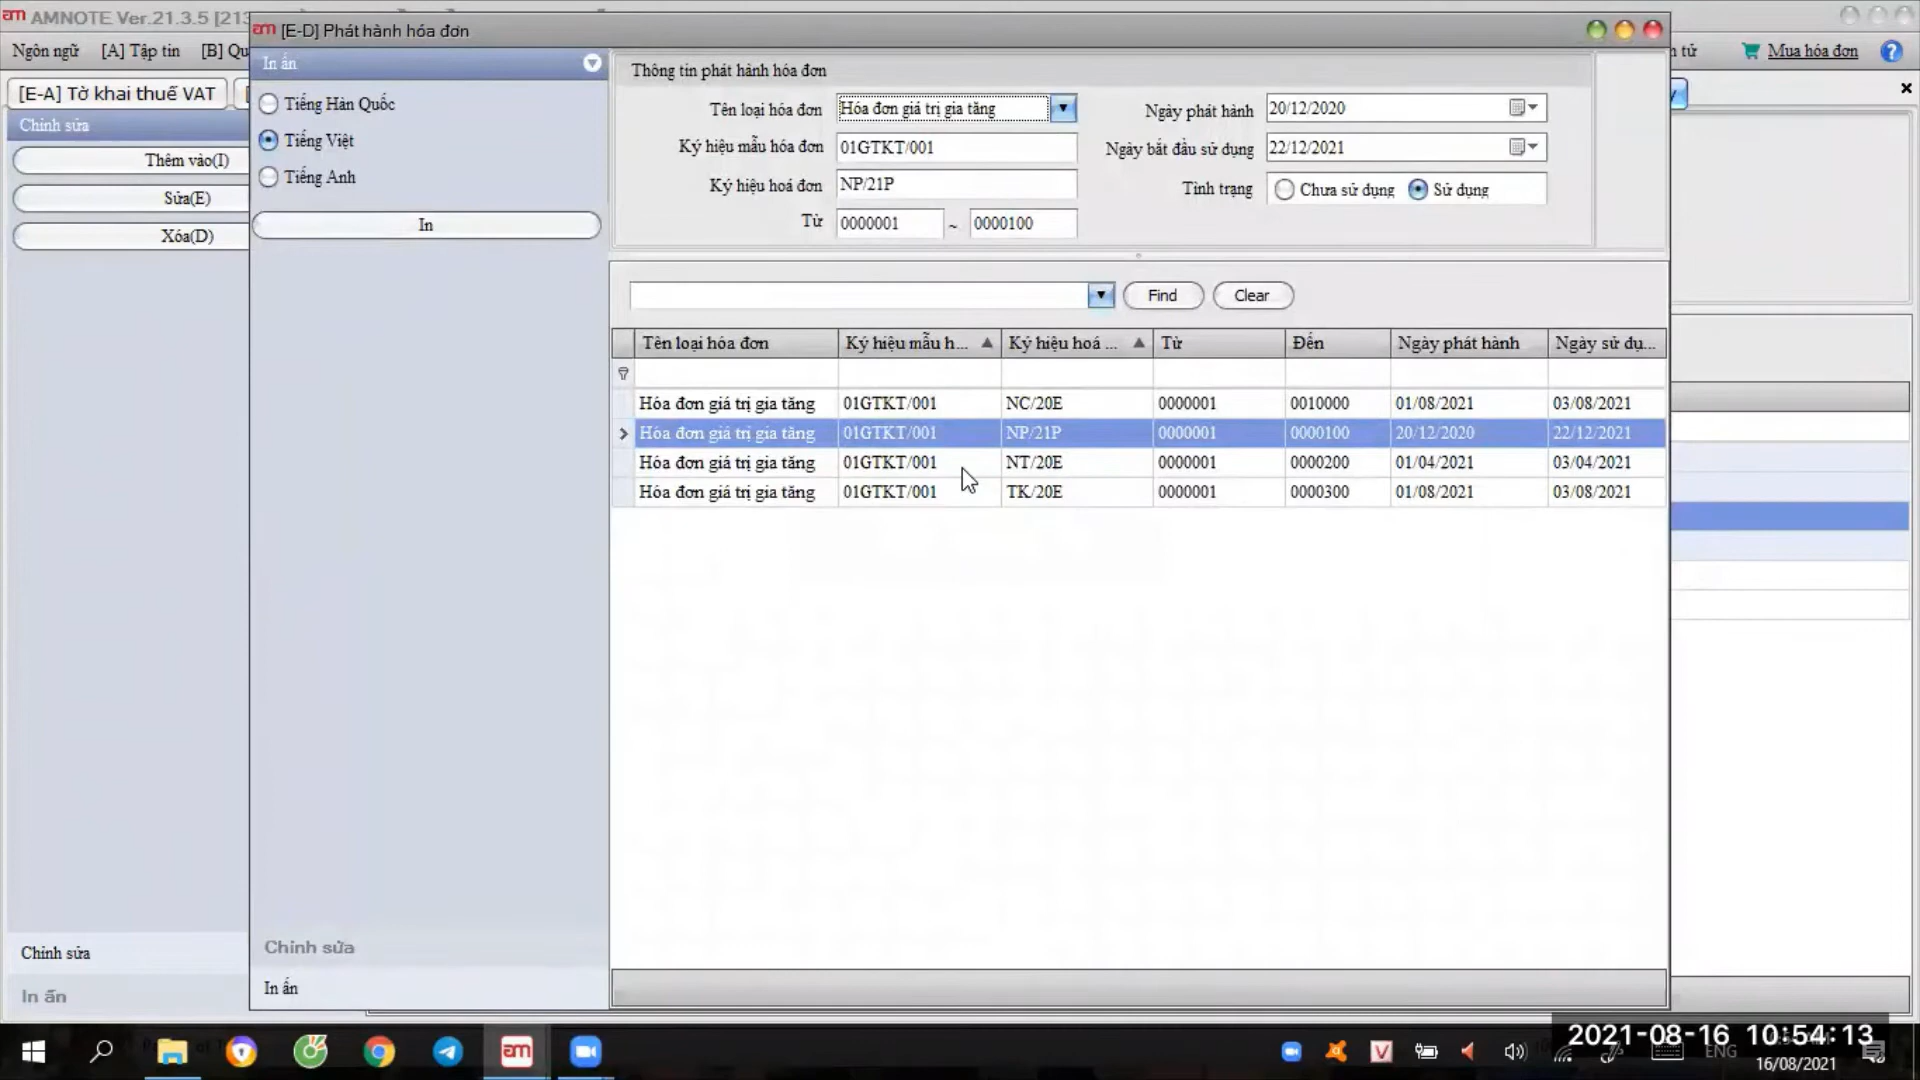 am AMNOTE Ver.21.3.5 [213
am [E-D] Phát hành hóa đơn
Ngôn ngữ [A] Tập tin [B] Qu
n tử Mua hóa đơn ?
[E-A] Tờ khai thuế VAT [
Chỉnh sửa
Thêm vào(I)
Sửa(E)
Xóa(D)
In ấn
Tiếng Hàn Quốc
Tiếng Việt
Tiếng Anh
In
Thông tin phát hành hóa đơn
Tên loại hóa đơn Hóa đơn giá trị gia tăng Ngày phát hành 20/12/2020
Ký hiệu mẫu hóa đơn 01GTKT/001 Ngày bắt đầu sử dụng 22/12/2021
Ký hiệu hoá đơn NP/21P Tình trạng Chưa sử dụng Sử dụng
Từ 0000001 ~ 0000100
Find Clear
Tên loại hóa đơn Ký hiệu mẫu h... Ký hiệu hoá ... Từ Đến Ngày phát hành Ngày sử dụ...
Hóa đơn giá trị gia tăng 01GTKT/001 NC/20E 0000001 0010000 01/08/2021 03/08/2021
Hóa đơn giá trị gia tăng 01GTKT/001 NP/21P 0000001 0000100 20/12/2020 22/12/2021
Hóa đơn giá trị gia tăng 01GTKT/001 NT/20E 0000001 0000200 01/04/2021 03/04/2021
Hóa đơn giá trị gia tăng 01GTKT/001 TK/20E 0000001 0000300 01/08/2021 03/08/2021
Chỉnh sửa
In ấn
Chỉnh sửa
In ấn
am
V
ENG
2021-08-16 10:54:13
16/08/2021